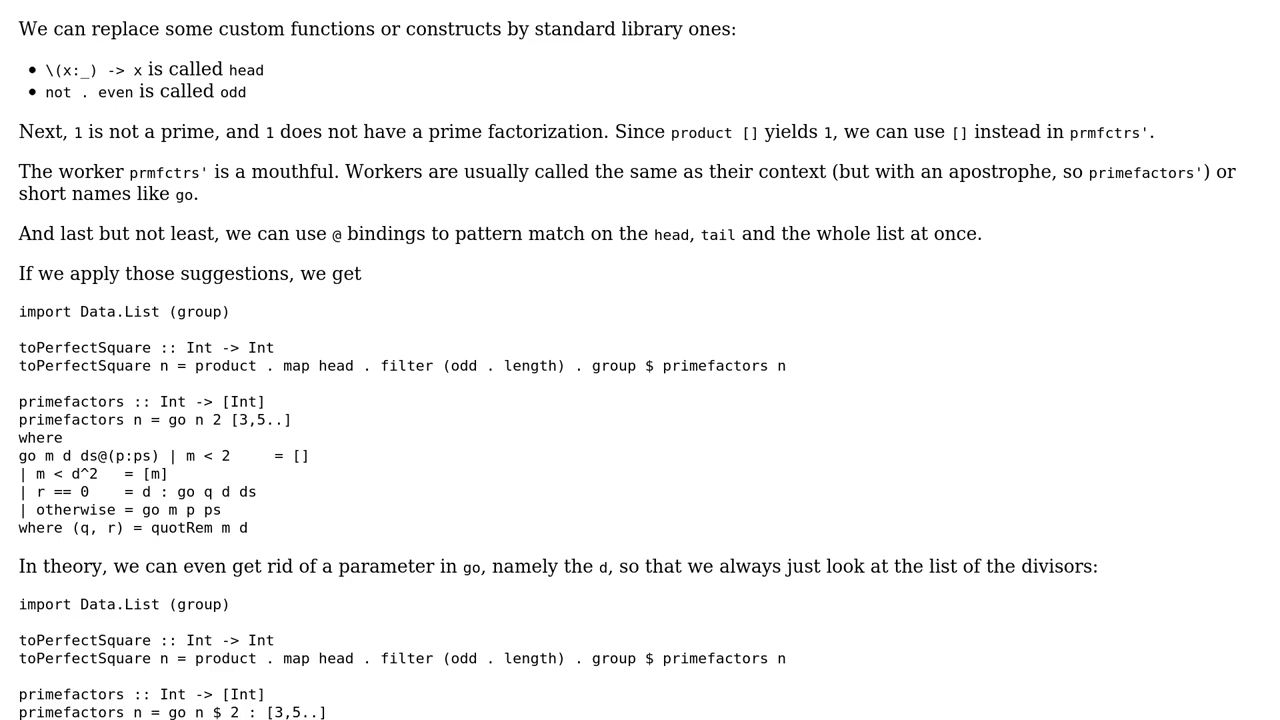 We can replace some custom functions or constructs by standard library ones:
• \(x:_) -> x is called head
• not . even is called odd
Next, 1 is not a prime, and 1 does not have a prime factorization. Since product [] yields 1, we can use [] instead in prmfctrs'.
The worker prmfctrs' is a mouthful. Workers are usually called the same as their context (but with an apostrophe, so primefactors') or
short names like go.
And last but not least, we can use @ bindings to pattern match on the head, tail and the whole list at once.
If we apply those suggestions, we get
import Data.List (group)
toPerfectSquare :: Int -> Int
toPerfectSquare n = product . map head . filter (odd . length) . group $ primefactors n
primefactors :: Int -> [Int]
primefactors n = go n 2 [3,5..]
where
go m d ds@(p:ps) | m < 2     = []
| m < d^2   = [m]
| r == 0    = d : go q d ds
| otherwise = go m p ps
where (q, r) = quotRem m d
In theory, we can even get rid of a parameter in go, namely the d, so that we always just look at the list of the divisors:
import Data.List (group)
toPerfectSquare :: Int -> Int
toPerfectSquare n = product . map head . filter (odd . length) . group $ primefactors n
primefactors :: Int -> [Int]
primefactors n = go n $ 2 : [3,5..]